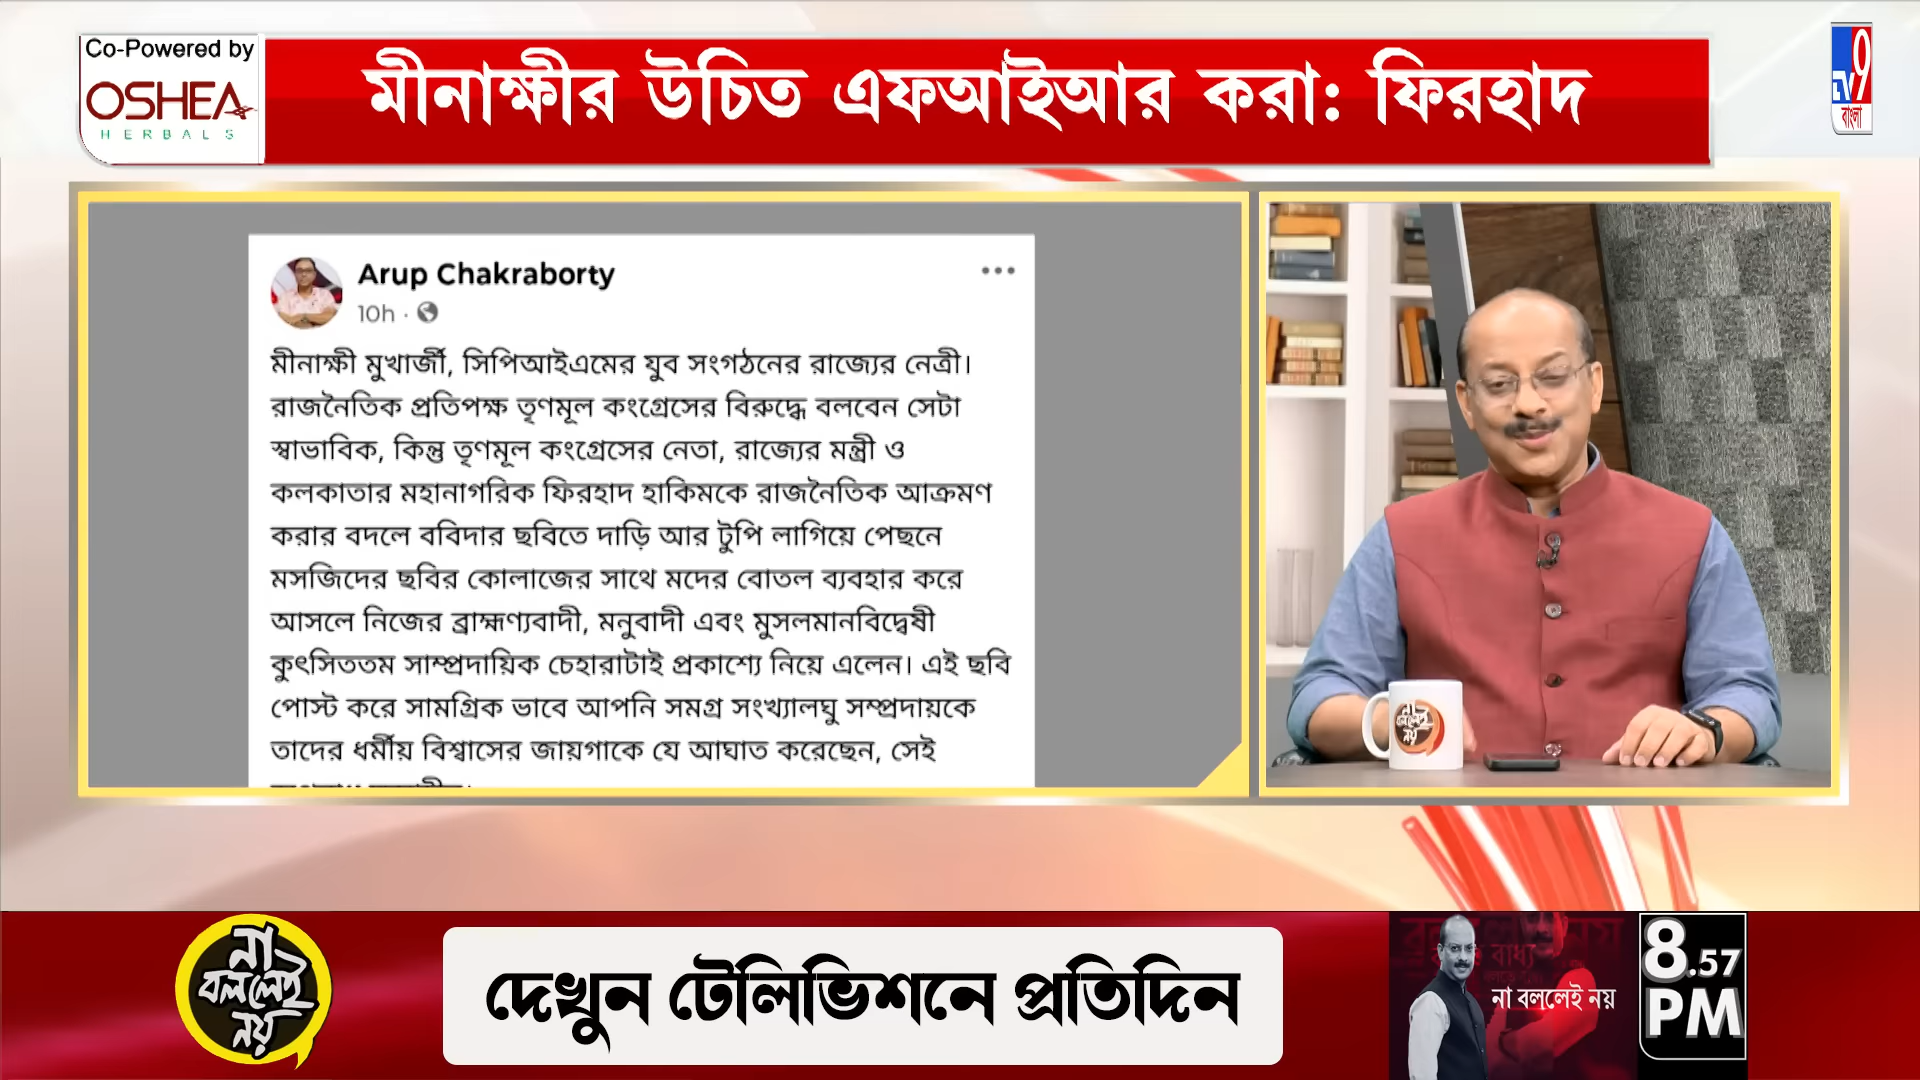 Co-Powered by
OSHEA
HERBALS
মীনাক্ষীর উচিত এফআইআর করা: ফিরহাদ
TV9
বাংলা
Arup Chakraborty
10h
মীনাক্ষী মুখার্জী, সিপিআইএমের যুব সংগঠনের রাজ্যের নেত্রী।
রাজনৈতিক প্রতিপক্ষ তৃণমূল কংগ্রেসের বিরুদ্ধে বলবেন সেটা
স্বাভাবিক, কিন্তু তৃণমূল কংগ্রেসের নেতা, রাজ্যের মন্ত্রী ও
কলকাতার মহানাগরিক ফিরহাদ হাকিমকে রাজনৈতিক আক্রমণ
করার বদলে ববিদার ছবিতে দাড়ি আর টুপি লাগিয়ে পেছনে
মসজিদের ছবির কোলাজের সাথে মদের বোতল ব্যবহার করে
আসলে নিজের ব্রাহ্মণ্যবাদী, মনুবাদী এবং মুসলমানবিদ্বেষী
কুৎসিততম সাম্প্রদায়িক চেহারাটাই প্রকাশ্যে নিয়ে এলেন। এই ছবি
পোস্ট করে সামগ্রিক ভাবে আপনি সমগ্র সংখ্যালঘু সম্প্রদায়কে
তাদের ধর্মীয় বিশ্বাসের জায়গাকে যে আঘাত করেছেন, সেই
না বললেই নয়
না বললেই নয়
দেখুন টেলিভিশনে প্রতিদিন
না বললেই নয়
8.57
PM